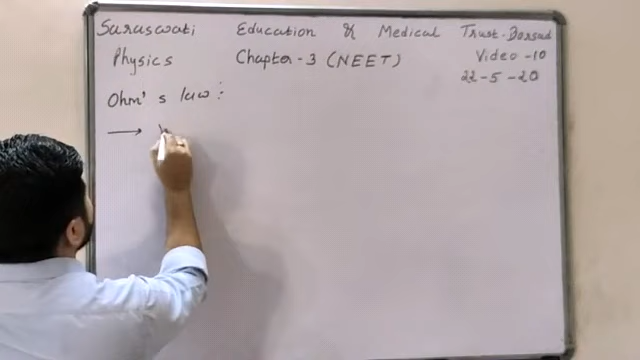 Saraswati Education & Medical Trust-Borsad
Physics Chapter-3 (NEET) Video-10
22-5-20
Ohm's law:
→